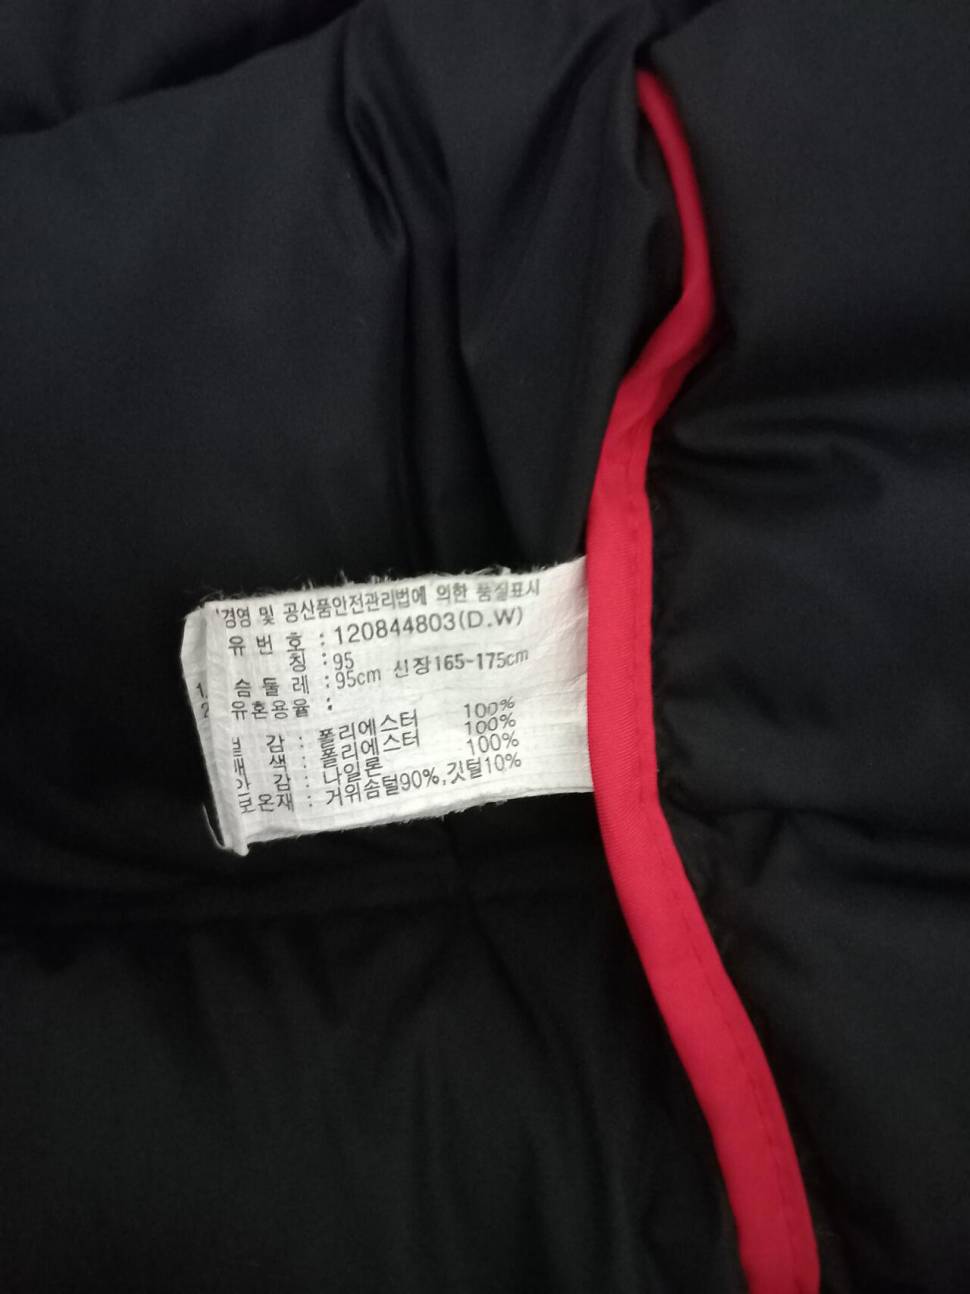 경영 및 공산품안전관리법에 의한 품질표시
유 번 호 : 120844803(D.W)
칭 : 95
슴 둘 레 : 95cm 신장165~175cm
유혼용율 :
감 : 폴리에스터 100%
색 : 폴리에스터 100%
감 : 나일론 100%
보온재 : 거위솜털90%,깃털10%